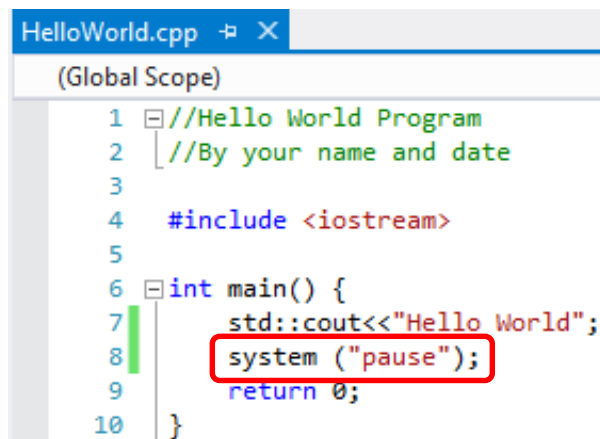 HelloWorld.cpp
(Global Scope)
1 //Hello World Program
2 //By your name and date
3
4 #include <iostream>
5
6 int main() {
7 std::cout<<"Hello World";
8 system ("pause");
9 return 0;
10 }